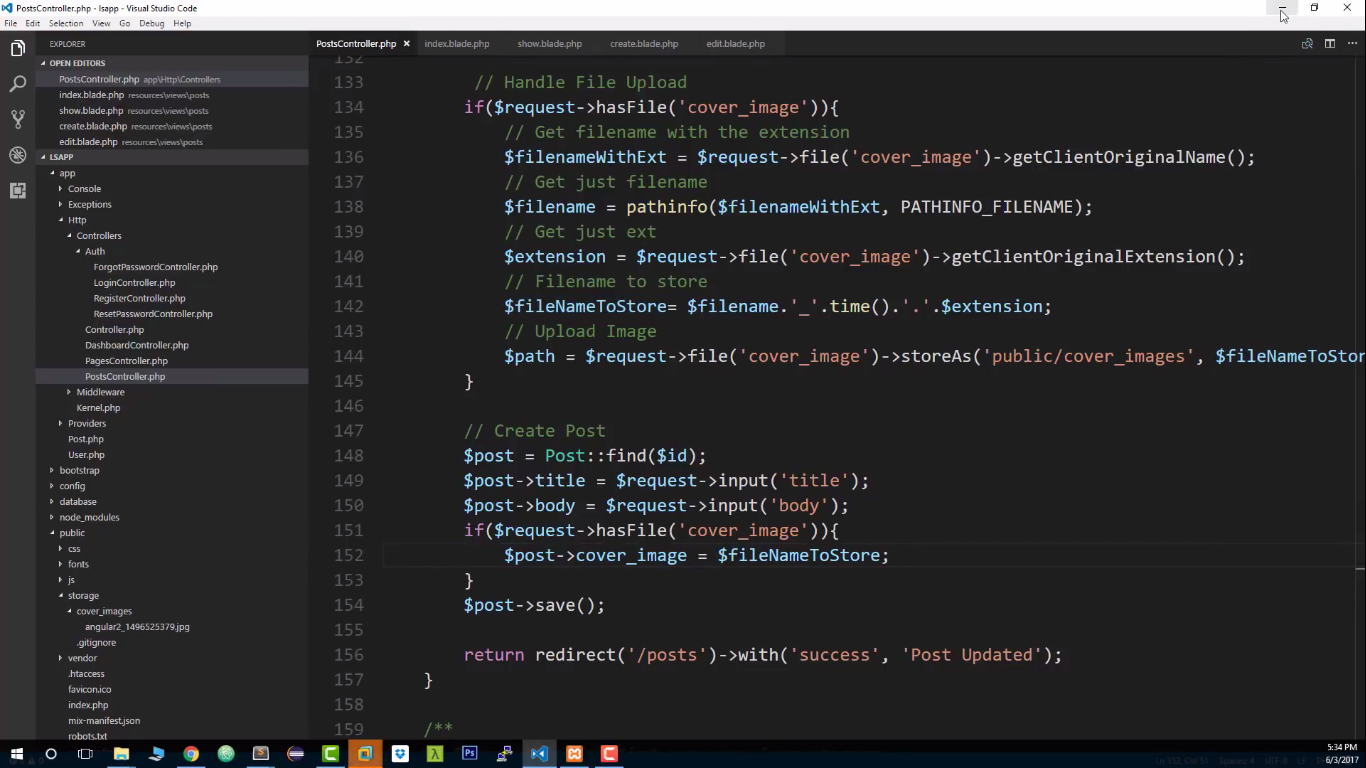 PostsController.php - lsapp - Visual Studio Code
File Edit Selection View Go Debug Help
EXPLORER
OPEN EDITORS
PostsController.php app\Http\Controllers
index.blade.php resources\views\posts
show.blade.php resources\views\posts
create.blade.php resources\views\posts
edit.blade.php resources\views\posts
LSAPP
app
Console
Exceptions
Http
Controllers
Auth
ForgotPasswordController.php
LoginController.php
RegisterController.php
ResetPasswordController.php
Controller.php
DashboardController.php
PagesController.php
PostsController.php
Middleware
Kernel.php
Providers
Post.php
User.php
bootstrap
config
database
node_modules
public
css
fonts
js
storage
cover_images
angular2_1496525379.jpg
.gitignore
vendor
.htaccess
favicon.ico
index.php
mix-manifest.json
robots.txt
PostsController.php index.blade.php show.blade.php create.blade.php edit.blade.php
132
133 // Handle File Upload
134 if($request->hasFile('cover_image')){
135 // Get filename with the extension
136 $filenameWithExt = $request->file('cover_image')->getClientOriginalName();
137 // Get just filename
138 $filename = pathinfo($filenameWithExt, PATHINFO_FILENAME);
139 // Get just ext
140 $extension = $request->file('cover_image')->getClientOriginalExtension();
141 // Filename to store
142 $fileNameToStore= $filename.'_'.time().'.'.$extension;
143 // Upload Image
144 $path = $request->file('cover_image')->storeAs('public/cover_images', $fileNameToStor
145 }
146
147 // Create Post
148 $post = Post::find($id);
149 $post->title = $request->input('title');
150 $post->body = $request->input('body');
151 if($request->hasFile('cover_image')){
152 $post->cover_image = $fileNameToStore;
153 }
154 $post->save();
155
156 return redirect('/posts')->with('success', 'Post Updated');
157 }
158
159 /**
Ps
5:34 PM
6/3/2017